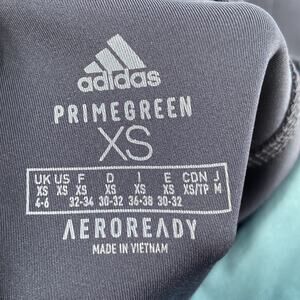 adidas
PRIMEGREEN
XS
UK US F D I E CDN J
XS XS XS XS XS XS XS/TP M
4-6 32-34 30-32 36-38 30-32
AEROREADY
MADE IN VIETNAM